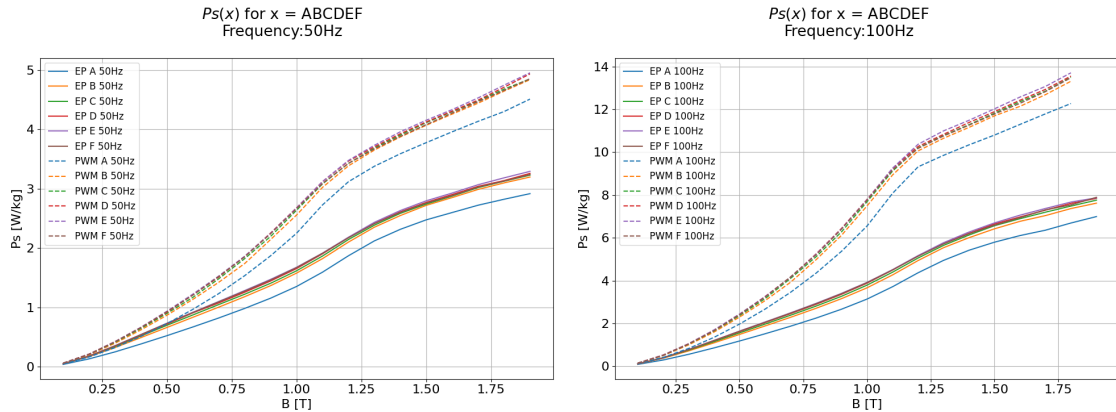 Ps(x) for x = ABCDEF
Frequency:50Hz
Ps [W/kg]
5
4
3
2
1
0
EP A 50Hz
EP B 50Hz
EP C 50Hz
EP D 50Hz
EP E 50Hz
EP F 50Hz
PWM A 50Hz
PWM B 50Hz
PWM C 50Hz
PWM D 50Hz
PWM E 50Hz
PWM F 50Hz
0.25 0.50 0.75 1.00 1.25 1.50 1.75
B [T]
Ps(x) for x = ABCDEF
Frequency:100Hz
Ps [W/kg]
14
12
10
8
6
4
2
0
EP A 100Hz
EP B 100Hz
EP C 100Hz
EP D 100Hz
EP E 100Hz
EP F 100Hz
PWM A 100Hz
PWM B 100Hz
PWM C 100Hz
PWM D 100Hz
PWM E 100Hz
PWM F 100Hz
0.25 0.50 0.75 1.00 1.25 1.50 1.75
B [T]